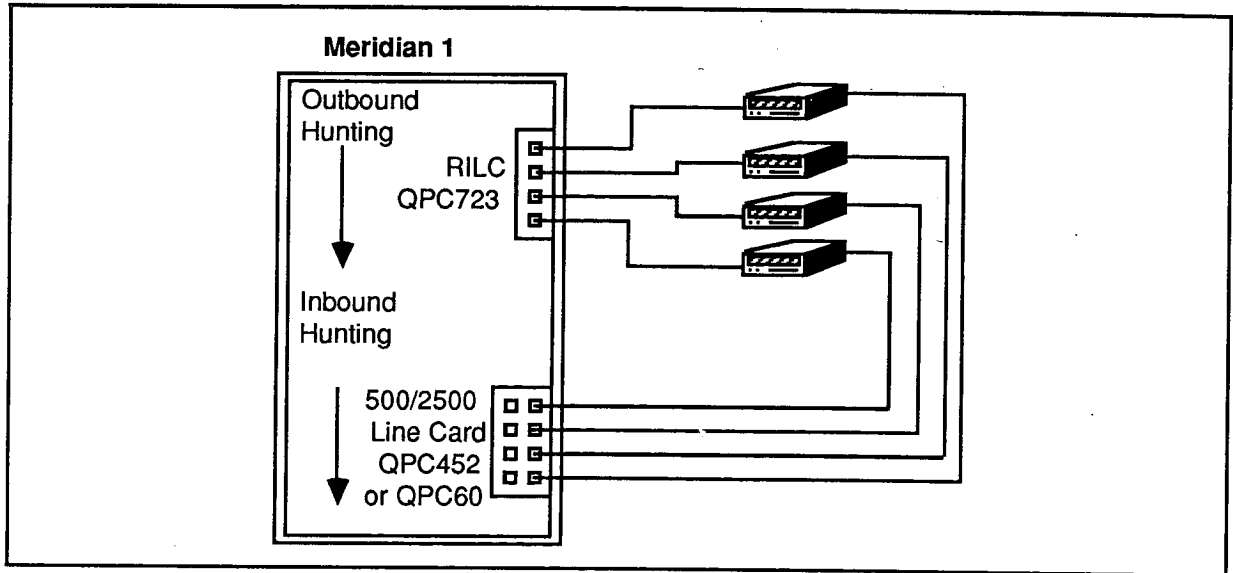 Meridian 1
Outbound
Hunting
RILC
QPC723
Inbound
Hunting
500/2500
Line Card
QPC452
or QPC60